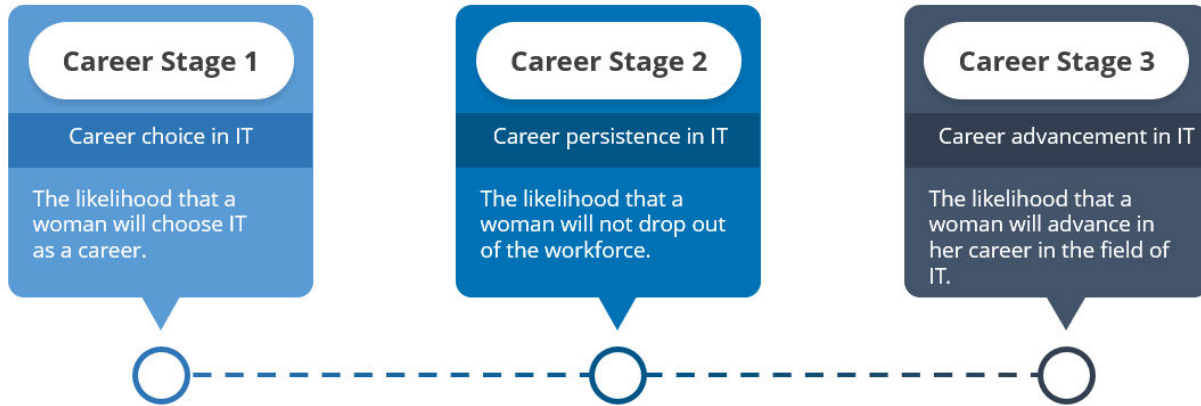 Career Stage 1
Career choice in IT
The likelihood that a
woman will choose IT
as a career.
Career Stage 2
Career persistence in IT
The likelihood that a
woman will not drop out
of the workforce.
Career Stage 3
Career advancement in IT
The likelihood that a
woman will advance in
her career in the field of
IT.